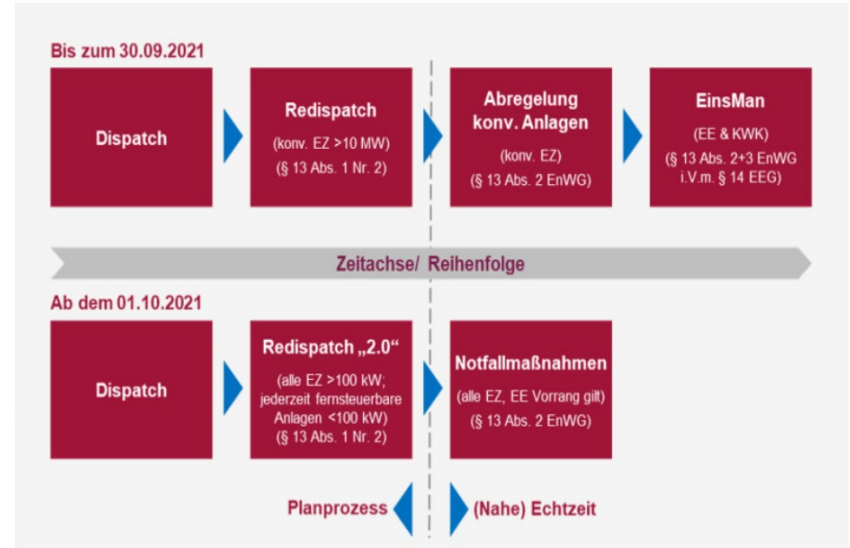 Bis zum 30.09.2021
Dispatch
Redispatch
(konv. EZ >10 MW)
(§ 13 Abs. 1 Nr. 2)
Abregelung
konv. Anlagen
(konv. EZ)
(§ 13 Abs. 2 EnWG)
EinsMan
(EE & KWK)
(§ 13 Abs. 2+3 EnWG
i.V.m. § 14 EEG)
Zeitachse/ Reihenfolge
Ab dem 01.10.2021
Dispatch
Redispatch „2.0“
(alle EZ >100 kW;
jederzeit fernsteuerbare
Anlagen <100 kW)
(§ 13 Abs. 1 Nr. 2)
Notfallmaßnahmen
(alle EZ, EE Vorrang gilt)
(§ 13 Abs. 2 EnWG)
Planprozess
(Nahe) Echtzeit